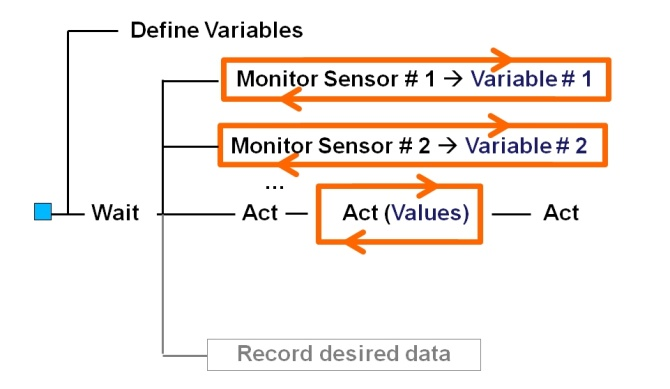 Define Variables
Monitor Sensor # 1 → Variable # 1
Monitor Sensor # 2 → Variable # 2
...
Wait Act Act (Values) Act
Record desired data